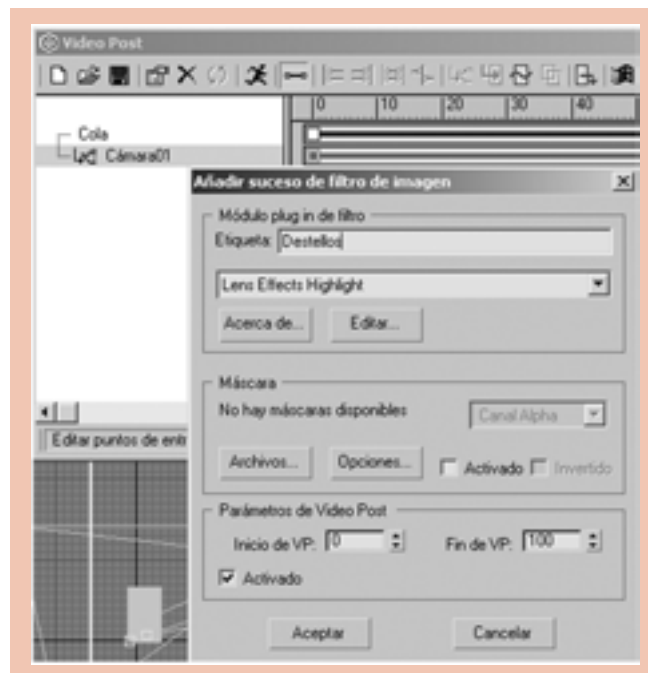 Video Post
0 10 20 30 40
Cola
Cámara01
Añadir suceso de filtro de imagen
Módulo plug in de filtro
Etiqueta: Destellos
Lens Effects Highlight
Acerca de... Editar...
Máscara
No hay máscaras disponibles Canal Alpha
Archivos... Opciones... Activado Invertido
Editar puntos de entr
Parámetros de Video Post
Inicio de VP: 0 Fin de VP: 100
Activado
Aceptar Cancelar